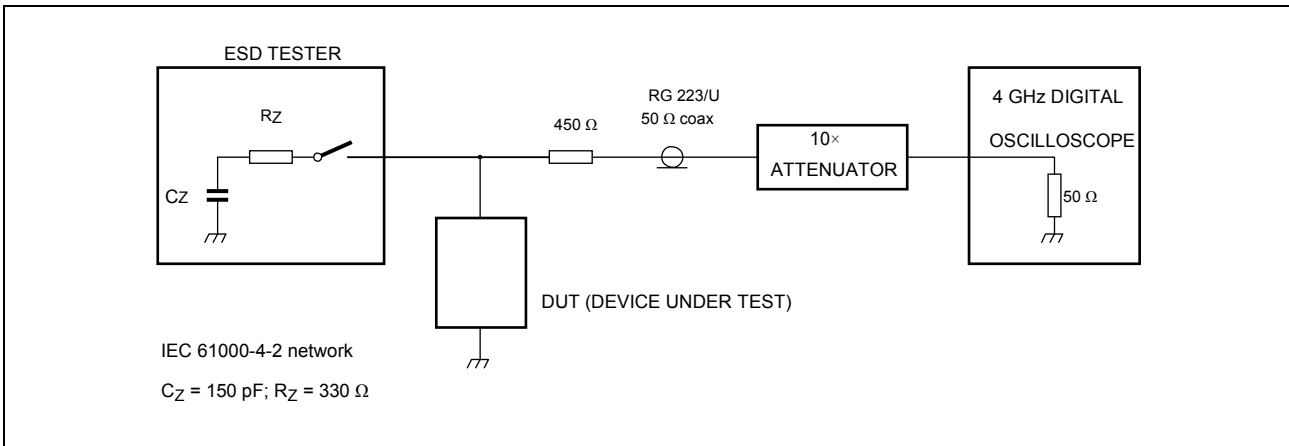 ESD TESTER
RZ
CZ
450 Ω
RG 223/U
50 Ω coax
10×
ATTENUATOR
4 GHz DIGITAL
OSCILLOSCOPE
50 Ω
DUT (DEVICE UNDER TEST)
IEC 61000-4-2 network
CZ = 150 pF; RZ = 330 Ω